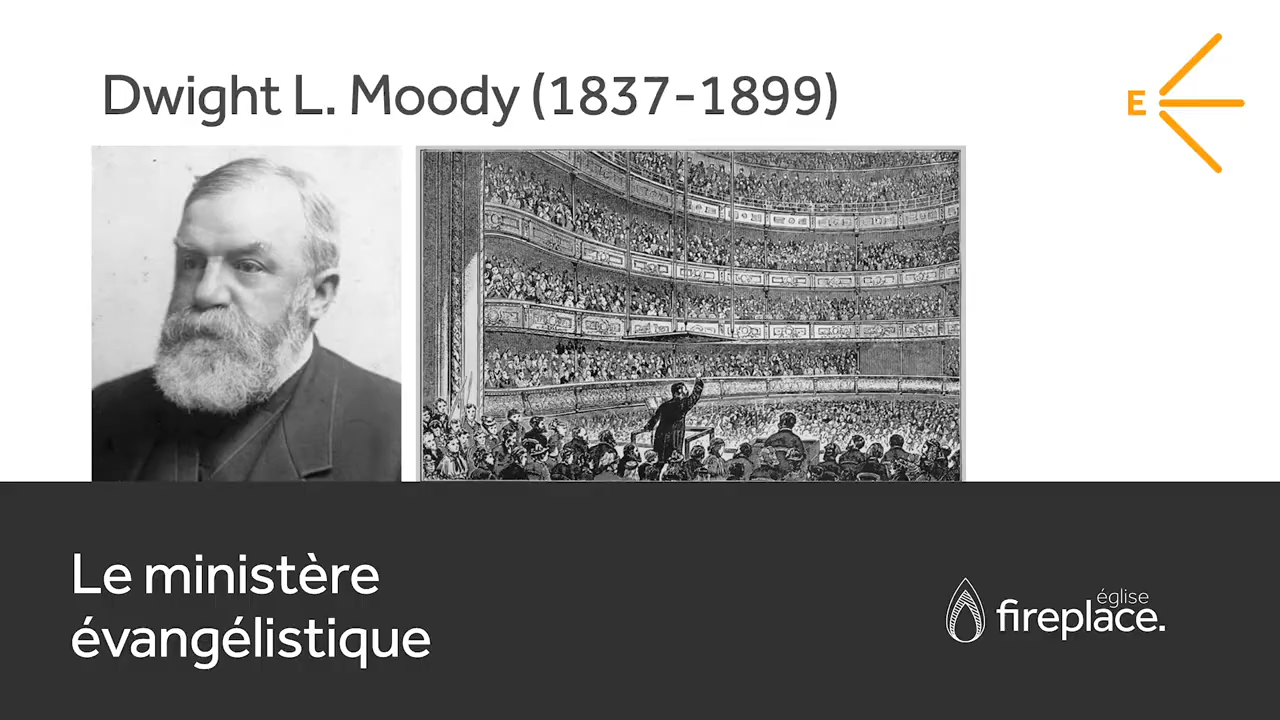 Dwight L. Moody (1837-1899)
E
Le ministère
évangélistique
église
fireplace.